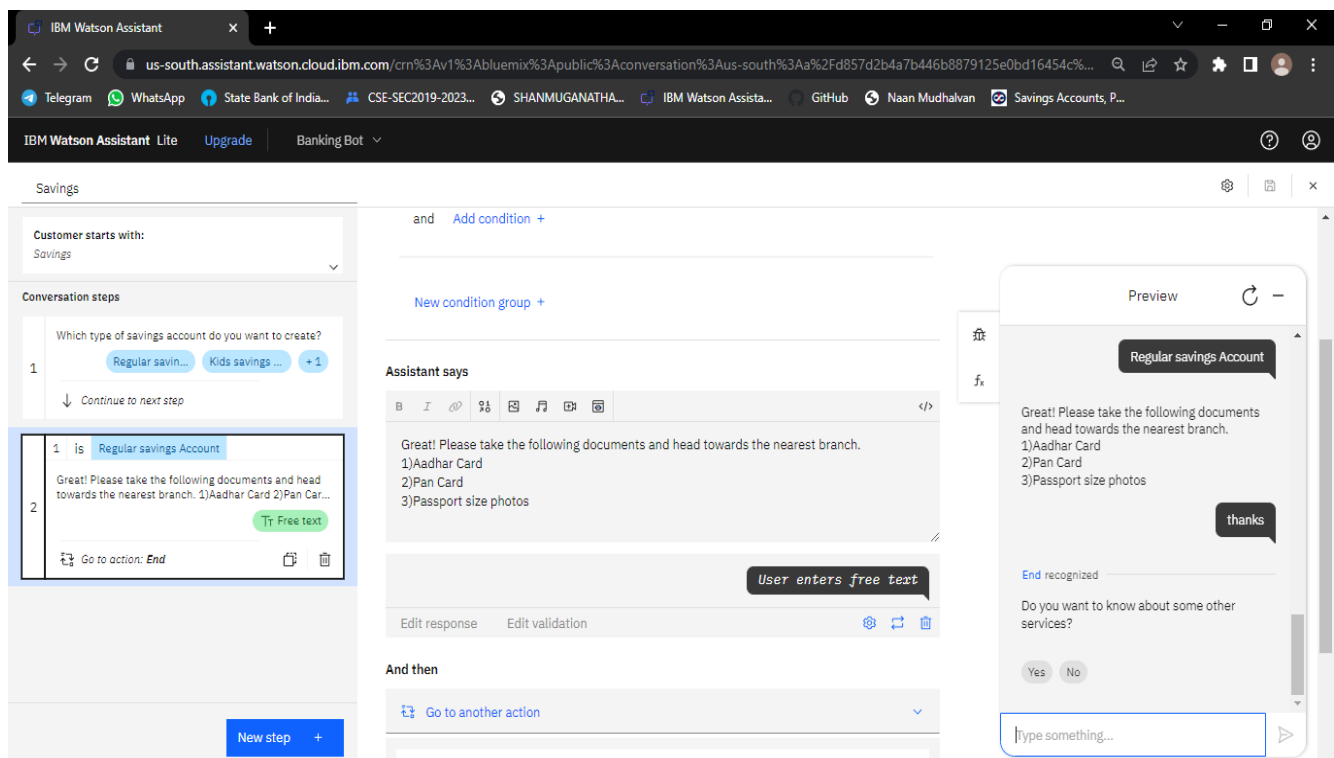 IBM Watson Assistant
us-south.assistant.watson.cloud.ibm.com/crn%3Av1%3Abluemix%3Apublic%3Aconversation%3Aus-south%3Aa%2Fd857d2b4a7b446b8879125e0bd16454c%...
Telegram WhatsApp State Bank of India... CSE-SEC2019-2023... SHANMUGANATHA... IBM Watson Assista... GitHub Naan Mudhalvan Savings Accounts, P...
IBM Watson Assistant Lite Upgrade Banking Bot
Savings
Customer starts with:
Savings
Conversation steps
1
Which type of savings account do you want to create?
Regular savin... Kids savings ... + 1
Continue to next step
2
1 is Regular savings Account
Great! Please take the following documents and head
towards the nearest branch. 1)Aadhar Card 2)Pan Car...
Free text
Go to action: End
New step +
and Add condition +
New condition group +
Assistant says
B I
</>
Great! Please take the following documents and head towards the nearest branch.
1)Aadhar Card
2)Pan Card
3)Passport size photos
User enters free text
Edit response Edit validation
And then
Go to another action
fx
Preview
Regular savings Account
Great! Please take the following documents
and head towards the nearest branch.
1)Aadhar Card
2)Pan Card
3)Passport size photos
thanks
End recognized
Do you want to know about some other
services?
Yes No
Type something...